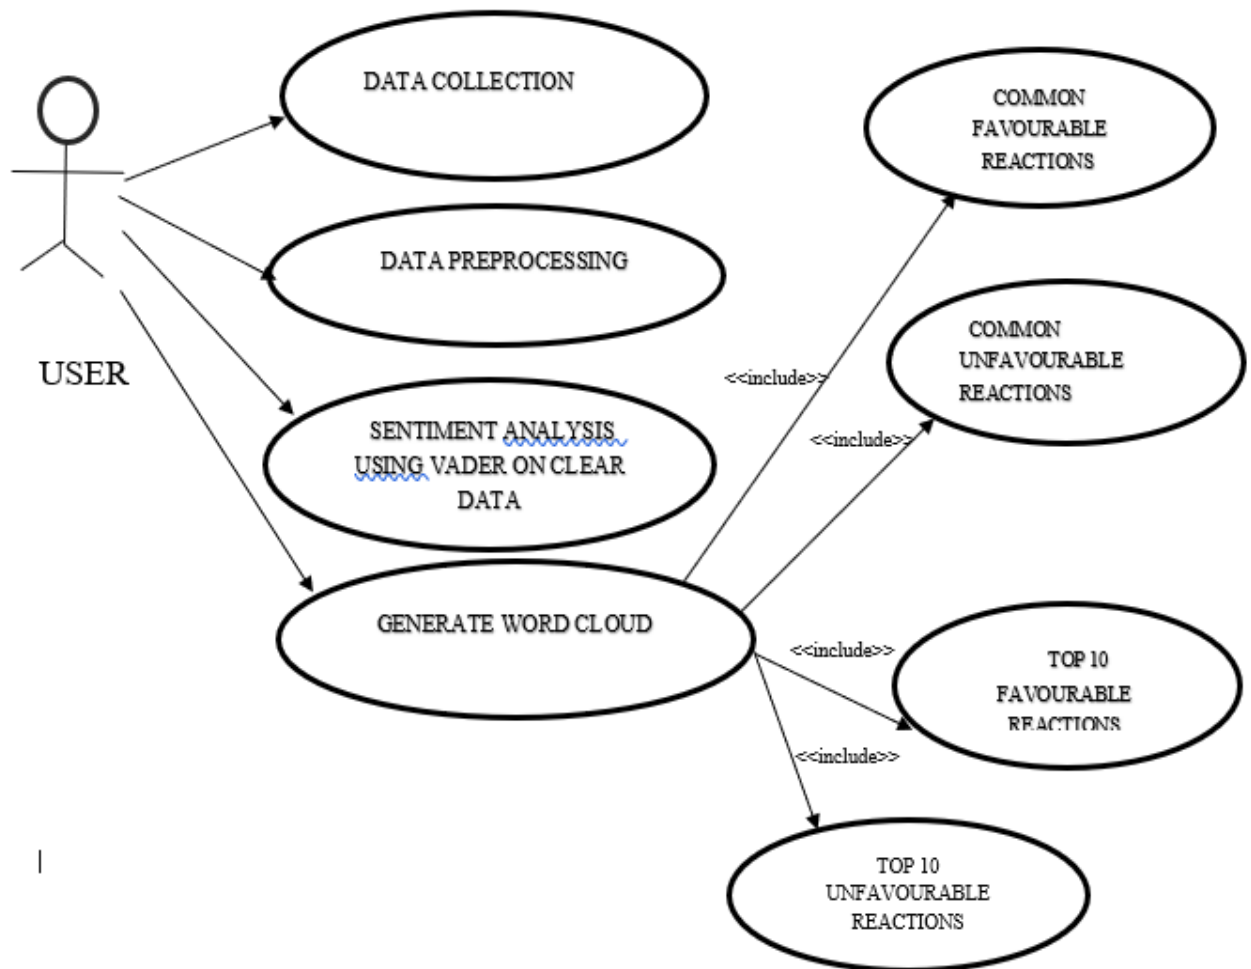 DATA COLLECTION
COMMON
FAVOURABLE
REACTIONS
DATA PREPROCESSING
USER
COMMON
UNFAVOURABLE
REACTIONS
<<include>>
<<include>>
SENTIMENT ANALYSIS
USING VADER ON CLEAR
DATA
GENERATE WORD CLOUD
<<include>>
TOP 10
FAVOURABLE
REACTIONS
<<include>>
TOP 10
UNFAVOURABLE
REACTIONS